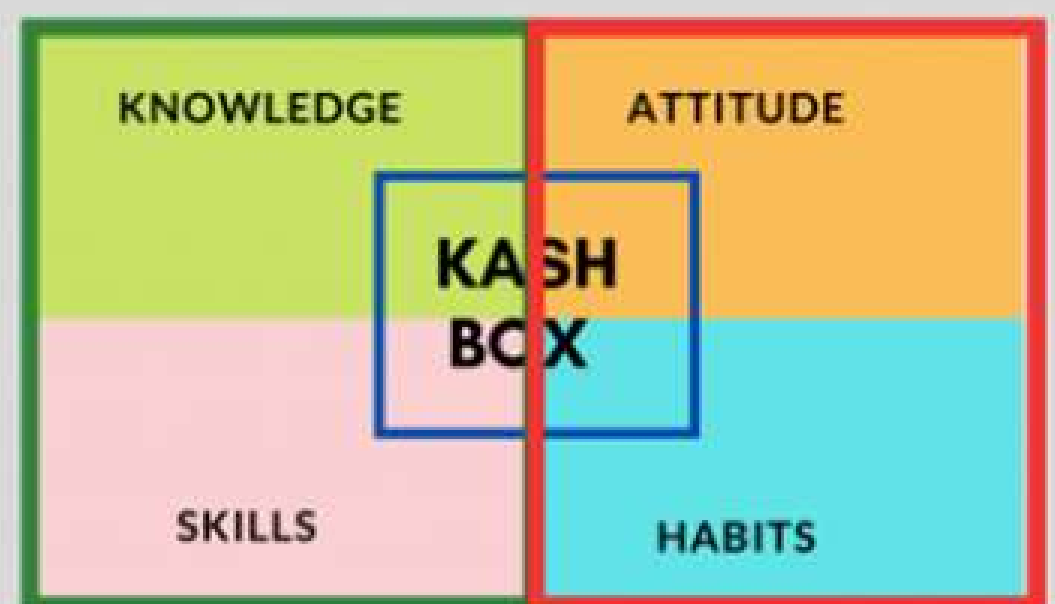 KNOWLEDGE
ATTITUDE
KASH
BOX
SKILLS
HABITS